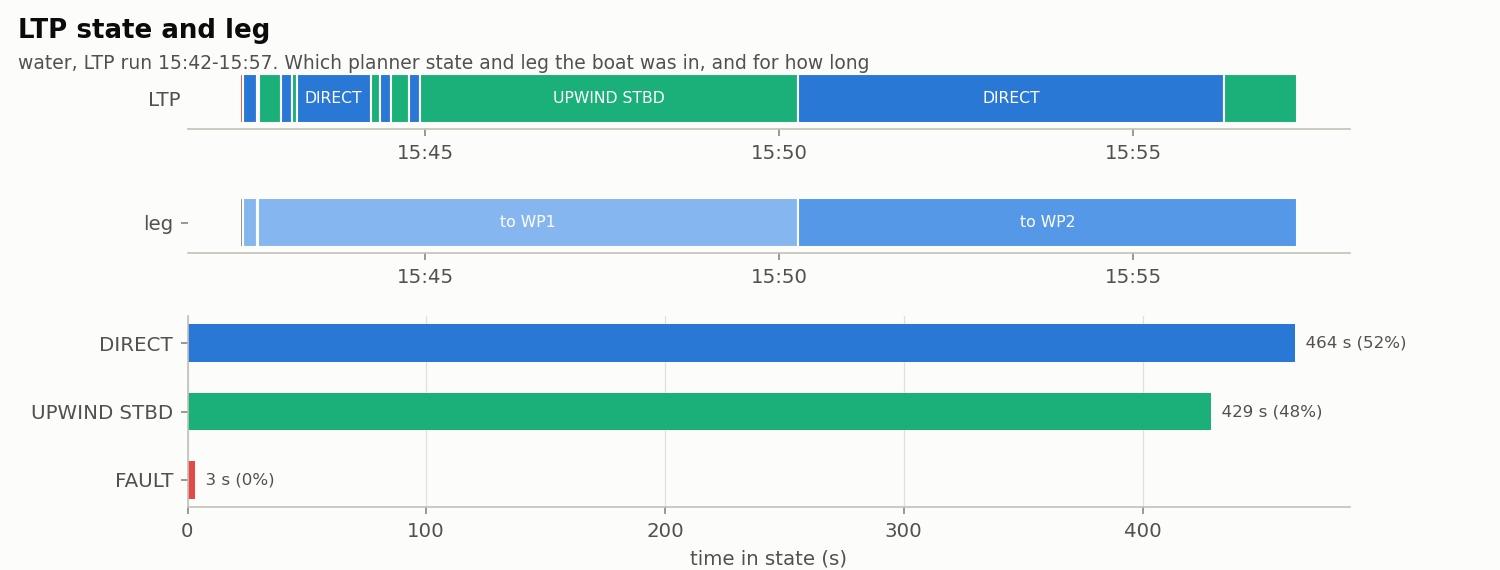 LTP state and leg
water, LTP run 15:42-15:57. Which planner state and leg the boat was in, and for how long
LTP DIRECT UPWIND STBD DIRECT
15:45 15:50 15:55
leg to WP1 to WP2
15:45 15:50 15:55
DIRECT 464 s (52%)
UPWIND STBD 429 s (48%)
FAULT 3 s (0%)
0 100 200 300 400
time in state (s)